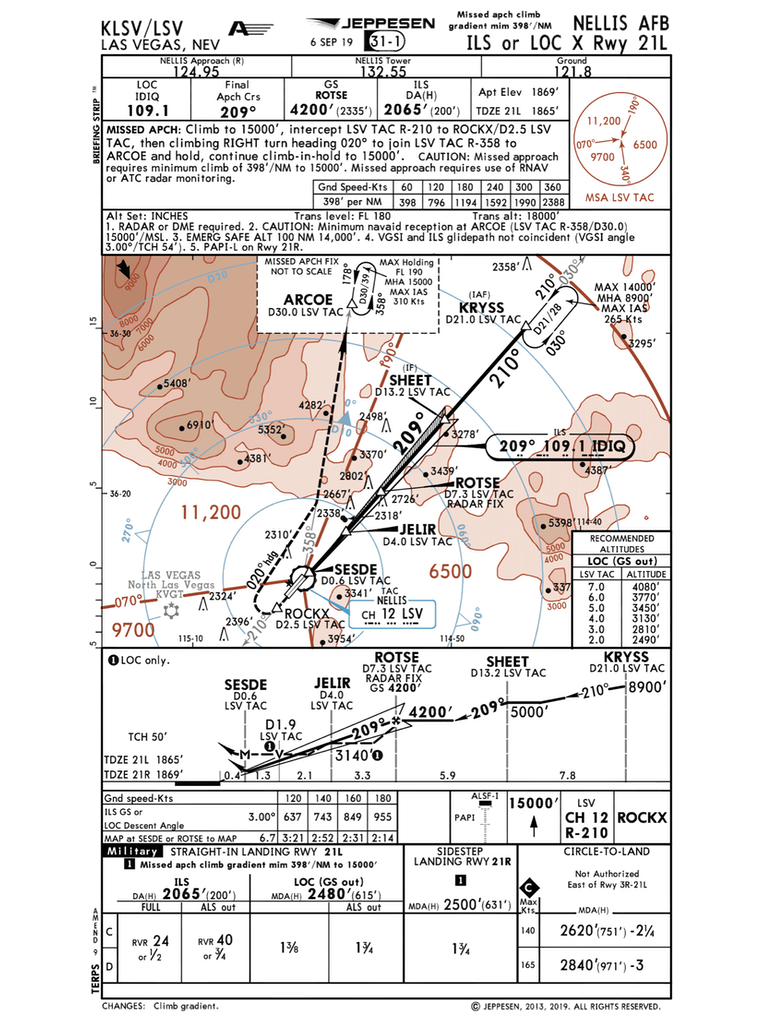 KLSV/LSV
LAS VEGAS, NEV
JEPPESEN
6 SEP 19
31-1
Missed apch climb
gradient mim 398'/NM
NELLIS AFB
ILS or LOC X Rwy 21L
BRIEFING STRIP ™
NELLIS Approach (R)
124.95
NELLIS Tower
132.55
Ground
121.8
LOC
IDIQ
109.1
Final
Apch Crs
209°
GS
ROTSE
4200' (2335')
ILS
DA(H)
2065' (200')
Apt Elev 1869'
TDZE 21L 1865'
MISSED APCH: Climb to 15000', intercept LSV TAC R-210 to ROCKX/D2.5 LSV
TAC, then climbing RIGHT turn heading 020° to join LSV TAC R-358 to
ARCOE and hold, continue climb-in-hold to 15000'. CAUTION: Missed approach
requires minimum climb of 398'/NM to 15000'. Missed approach requires use of RNAV
or ATC radar monitoring.
Gnd Speed-Kts 60 120 180 240 300 360
398' per NM 398 796 1194 1592 1990 2388
190°
11,200
070°
6500
9700
340°
MSA LSV TAC
Alt Set: INCHES Trans level: FL 180 Trans alt: 18000'
1. RADAR or DME required. 2. CAUTION: Minimum navaid reception at ARCOE (LSV TAC R-358/D30.0)
15000'/MSL. 3. EMERG SAFE ALT 100 NM 14,000'. 4. VGSI and ILS glidepath not coincident (VGSI angle
3.00°/TCH 54'). 5. PAPI-L on Rwy 21R.
9000
8000
7000
6000
D20
MISSED APCH FIX
NOT TO SCALE
178°
D30/39
358°
MAX Holding
FL 190
MHA 15000
MAX IAS
310 Kts
ARCOE
D30.0 LSV TAC
2358'
030°
210°
MAX 14000'
MHA 8900'
MAX IAS
265 Kts
(IAF)
KRYSS
D21.0 LSV TAC
D21/28
030°
3295'
15
36-30
190°
210°
(IF)
SHEET
D13.2 LSV TAC
5408'
10
4282'
0°
330°
D10
2498'
209°
3278'
6910'
5352'
ILS
209° 109.1 IDIQ
5000
4000
3000
303°
4381'
3370'
3439'
4387'
2802'
ROTSE
D7.3 LSV TAC
RADAR FIX
5
36-20
2667'
2726'
11,200
2338'
2318'
JELIR
D4.0 LSV TAC
060°
5398'
114-40
270°
2310'
358°
5000
4000
3000
RECOMMENDED
ALTITUDES
LOC (GS out)
LSV TAC ALTITUDE
7.0 4080'
6.0 3770'
5.0 3450'
4.0 3130'
3.0 2810'
2.0 2490'
0
LAS VEGAS
North Las Vegas
KVGT
020° hdg
SESDE
D0.6 LSV TAC
6500
337
070°
2324'
3341'
TAC
NELLIS
CH 12 LSV
ROCKX
D2.5 LSV TAC
090°
9700
2396'
210°
3954'
5
115-10
114-50
1 LOC only.
ROTSE
D7.3 LSV TAC
RADAR FIX
GS 4200'
SHEET
D13.2 LSV TAC
KRYSS
D21.0 LSV TAC
SESDE
D0.6
LSV TAC
JELIR
D4.0
LSV TAC
210°
8900'
D1.9
1 LSV TAC
209°
4200'
209°
5000'
TCH 50'
M
V
3140' 1
TDZE 21L 1865'
TDZE 21R 1869'
0.4 1.3 2.1 3.3 5.9 7.8
Gnd speed-Kts 120 140 160 180
ILS GS or
LOC Descent Angle 3.00° 637 743 849 955
MAP at SESDE or ROTSE to MAP 6.7 3:21 2:52 2:31 2:14
ALSF-I
PAPI
15000'
LSV
CH 12
R-210
ROCKX
Military STRAIGHT-IN LANDING RWY 21L
1 Missed apch climb gradient mim 398'/NM to 15000'
SIDESTEP
LANDING RWY 21R
1
CIRCLE-TO-LAND
Not Authorized
East of Rwy 3R-21L
ILS
DA(H) 2065' (200')
LOC (GS out)
MDA(H) 2480' (615')
MDA(H) 2500' (631')
C
Max
Kts.
MDA(H)
FULL ALS out ALS out
C
D
RVR 24
or 1/2
RVR 40
or 3/4
1 3/8
1 3/4
1 3/4
140 2620' (751') - 2 1/4
165 2840' (971') - 3
TERPS AMEND 9
CHANGES: Climb gradient.
© JEPPESEN, 2013, 2019. ALL RIGHTS RESERVED.